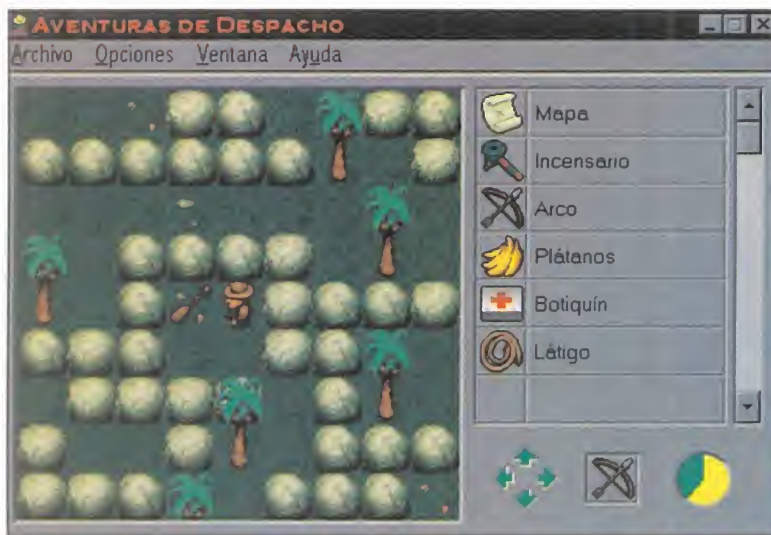 AVENTURAS DE DESPACHO
Archivo Opciones Ventana Ayuda
Mapa
Incensario
Arco
Plátanos
Botiquín
Látigo